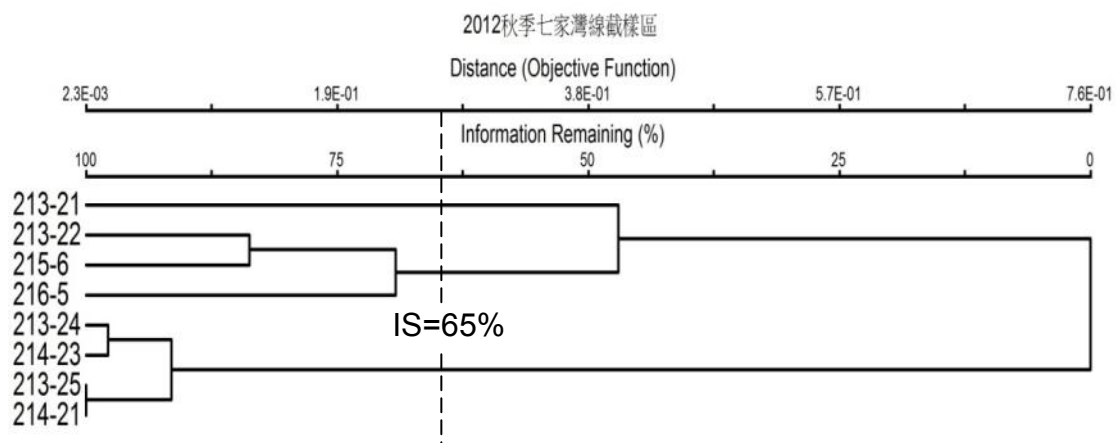 2012秋季七家灣線截樣區
Distance (Objective Function)
2.3E-03 1.9E-01 3.8E-01 5.7E-01 7.6E-01
Information Remaining (%)
100 75 50 25 0
213-21
213-22
215-6
216-5
213-24
IS=65%
214-23
213-25
214-21